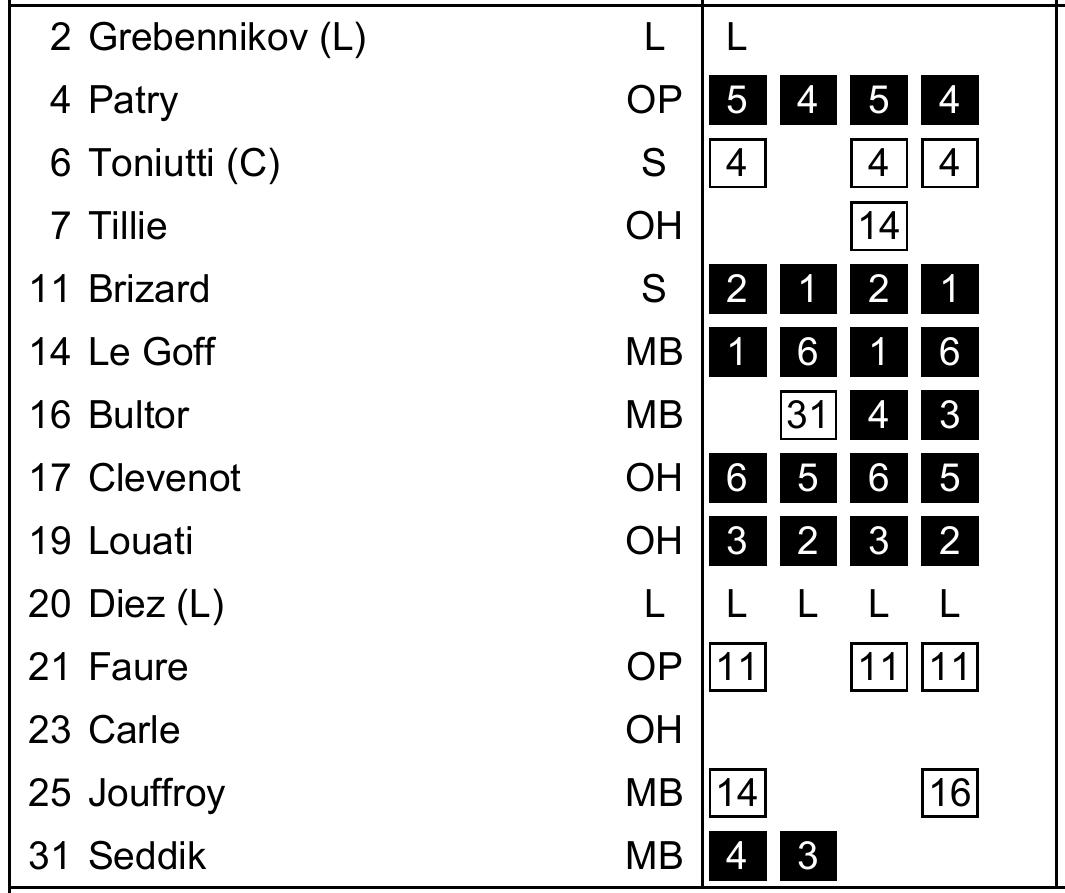 2 Grebennikov (L) L L
4 Patry OP 5 4 5 4
6 Toniutti (C) S 4 4 4
7 Tillie OH 14
11 Brizard S 2 1 2 1
14 Le Goff MB 1 6 1 6
16 Bultor MB 31 4 3
17 Clevenot OH 6 5 6 5
19 Louati OH 3 2 3 2
20 Diez (L) L L L L L
21 Faure OP 11 11 11
23 Carle OH
25 Jouffroy MB 14 16
31 Seddik MB 4 3